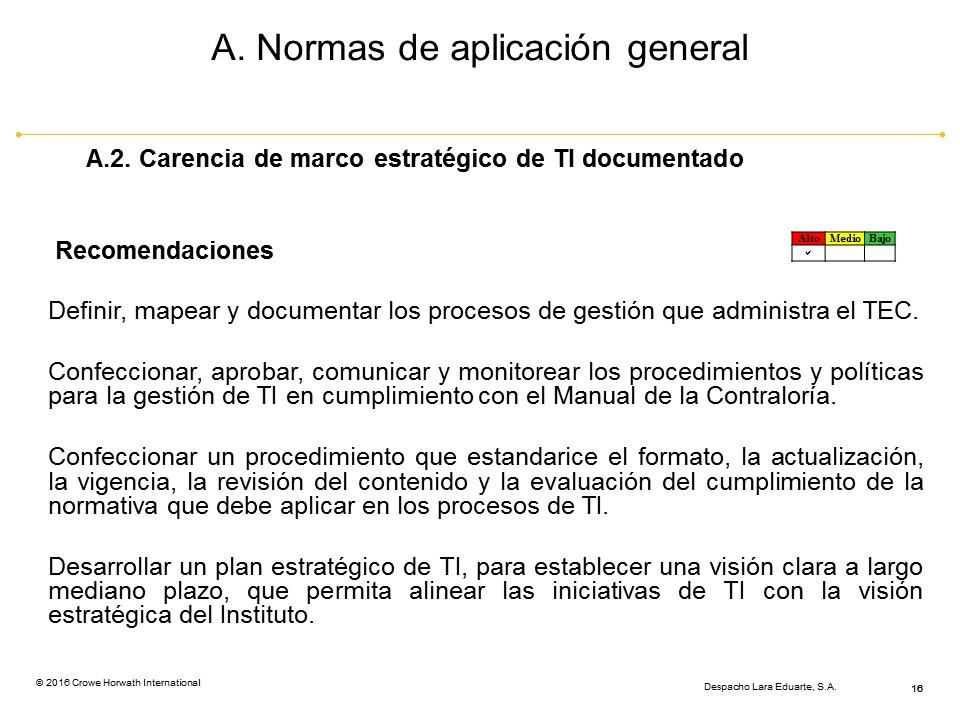 A. Normas de aplicación general
A.2. Carencia de marco estratégico de TI documentado
Recomendaciones
Alto Medio Bajo
✓
Definir, mapear y documentar los procesos de gestión que administra el TEC.
Confeccionar, aprobar, comunicar y monitorear los procedimientos y políticas
para la gestión de TI en cumplimiento con el Manual de la Contraloría.
Confeccionar un procedimiento que estandarice el formato, la actualización,
la vigencia, la revisión del contenido y la evaluación del cumplimiento de la
normativa que debe aplicar en los procesos de TI.
Desarrollar un plan estratégico de TI, para establecer una visión clara a largo
mediano plazo, que permita alinear las iniciativas de TI con la visión
estratégica del Instituto.
© 2016 Crowe Horwath International
Despacho Lara Eduarte, S.A.
16